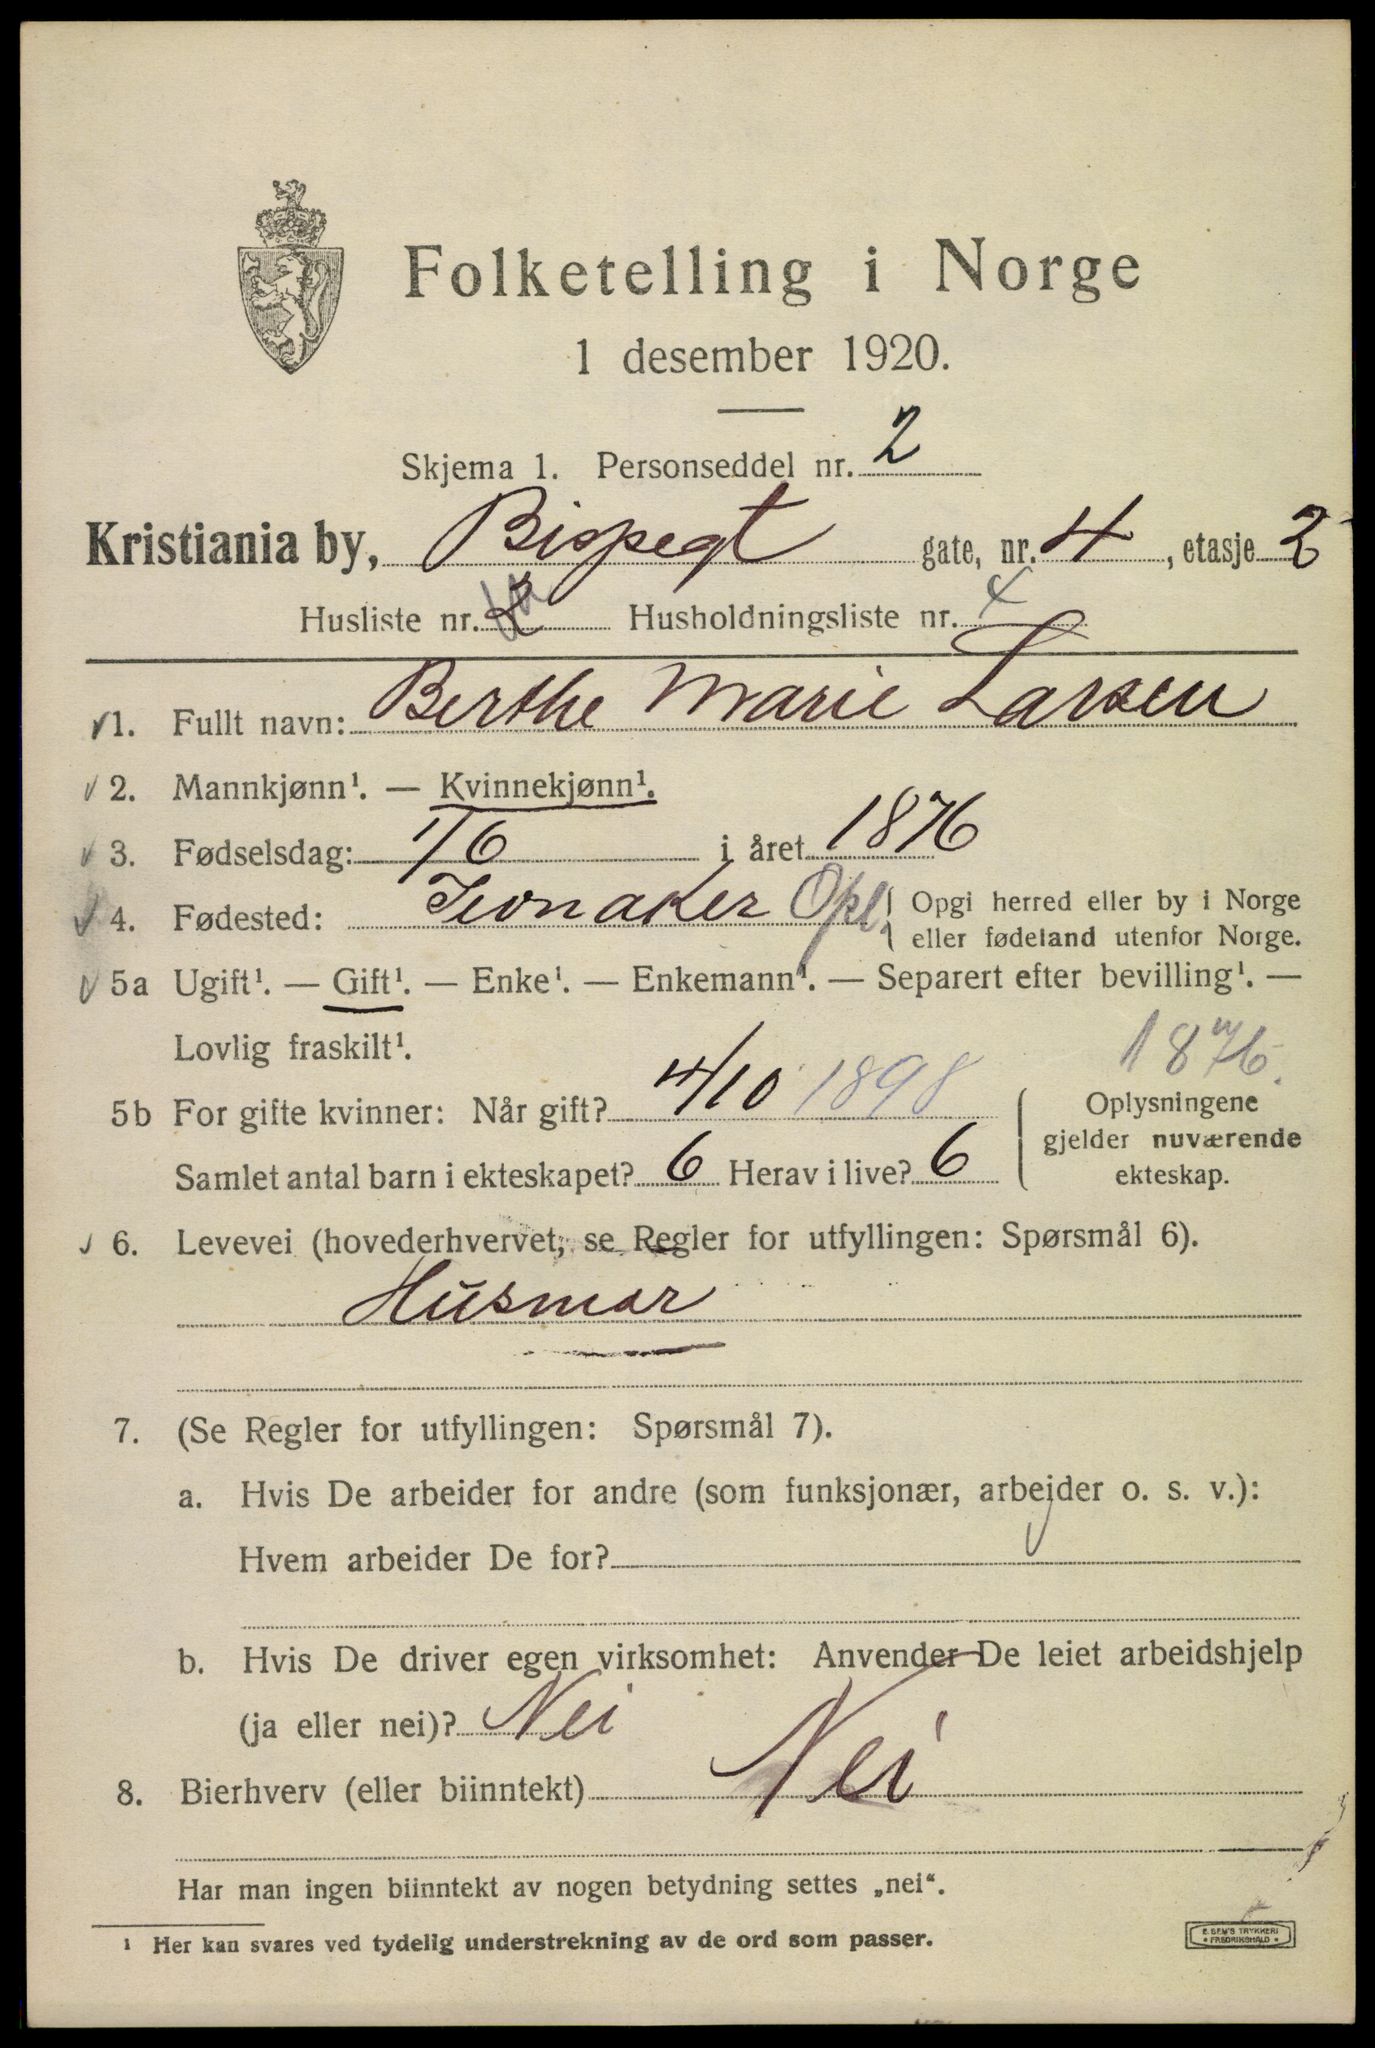 Folketelling i Norge
1 desember 1920.
Skjema 1. Personseddel nr. 2
Kristiania by, Bispegt gate, nr. 4, etasje 2
Husliste nr. 2 Husholdningsliste nr. 4
1. Fullt navn: Berthe Marie Larsen
2. Mannkjønn¹. — Kvinnekjønn¹.
3. Fødselsdag: 1/6 i året 1876
4. Fødested: Jevnaker Opl. { Opgi herred eller by i Norge
eller fødeland utenfor Norge.
5a Ugift¹. — Gift¹. — Enke¹. — Enkemann¹. — Separert efter bevilling¹. —
Lovlig fraskilt¹.
1876.
5b For gifte kvinner: Når gift? 4/10 1898 { Oplysningene
gjelder nuværende
Samlet antal barn i ekteskapet? 6 Herav i live? 6
ekteskap.
6. Levevei (hovederhvervet, se Regler for utfyllingen: Spørsmål 6).
Husmor
7. (Se Regler for utfyllingen: Spørsmål 7).
a. Hvis De arbeider for andre (som funksjonær, arbejder o. s. v.):
Hvem arbeider De for?
b. Hvis De driver egen virksomhet: Anvender De leiet arbeidshjelp
(ja eller nei)? Nei
8. Bierhverv (eller biinntekt) Nei
Har man ingen biinntekt av nogen betydning settes „nei“.
¹ Her kan svares ved tydelig understrekning av de ord som passer.
E. SEM'S TRYKKERI
• FREDRIKSHALD •